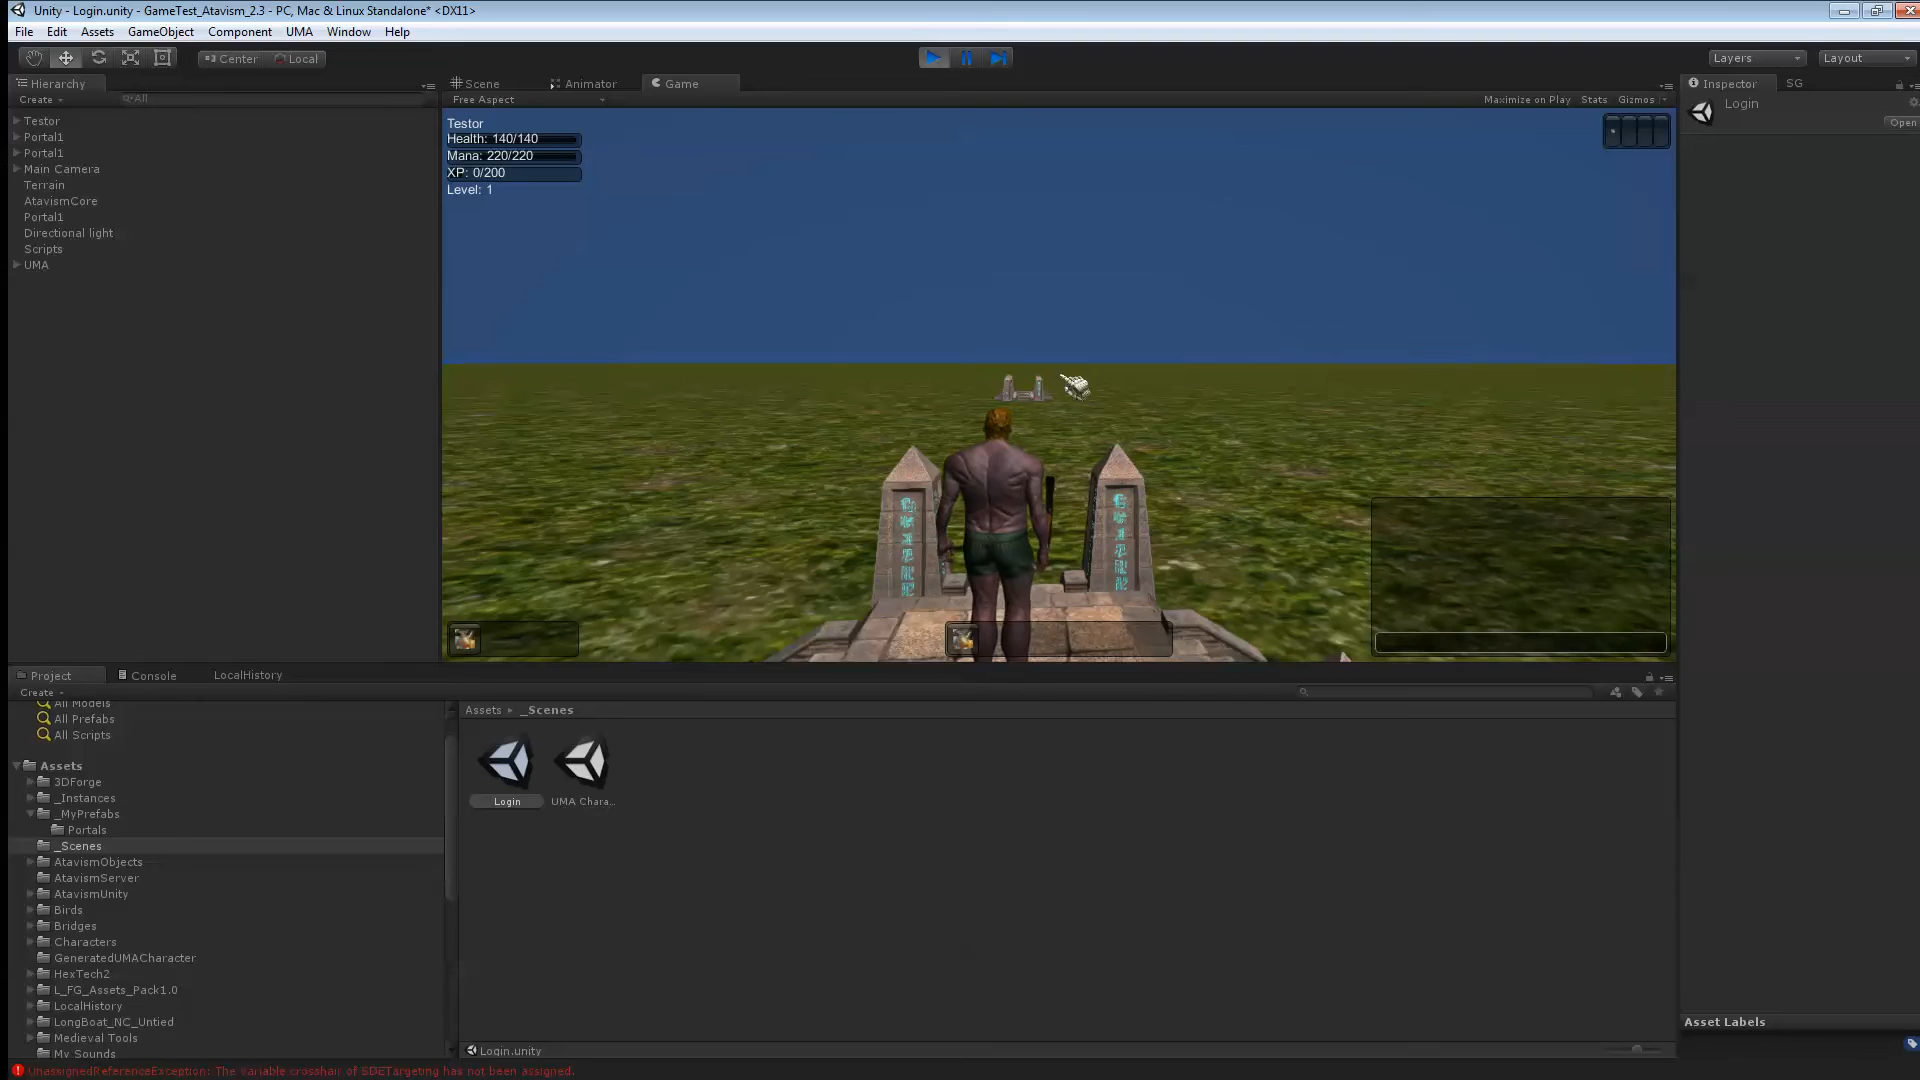 Unity - Login.unity - GameTest_Atavism_2.3 - PC, Mac & Linux Standalone* <DX11>
File Edit Assets GameObject Component UMA Window Help
Center Local
Layers Layout
Hierarchy
Create All
Testor
Portal1
Portal1
Main Camera
Terrain
AtavismCore
Portal1
Directional light
Scripts
UMA
Scene Animator Game
Free Aspect
Maximize on Play Stats Gizmos
Testor
Health: 140/140
Mana: 220/220
XP: 0/200
Level: 1
Inspector SG
Login
Open
Project Console LocalHistory
Create
All Models
All Prefabs
All Scripts
Assets
3DForge
_Instances
_MyPrefabs
Portals
_Scenes
AtavismObjects
AtavismServer
AtavismUnity
Birds
Bridges
Characters
GeneratedUMACharacter
HexTech2
L_FG_Assets_Pack1.0
LocalHistory
LongBoat_NC_Untied
Medieval Tools
My Sounds
Assets _Scenes
Login UMA Chara...
Login.unity
Asset Labels
UnassignedReferenceException: The variable crosshair of SDETargeting has not been assigned.